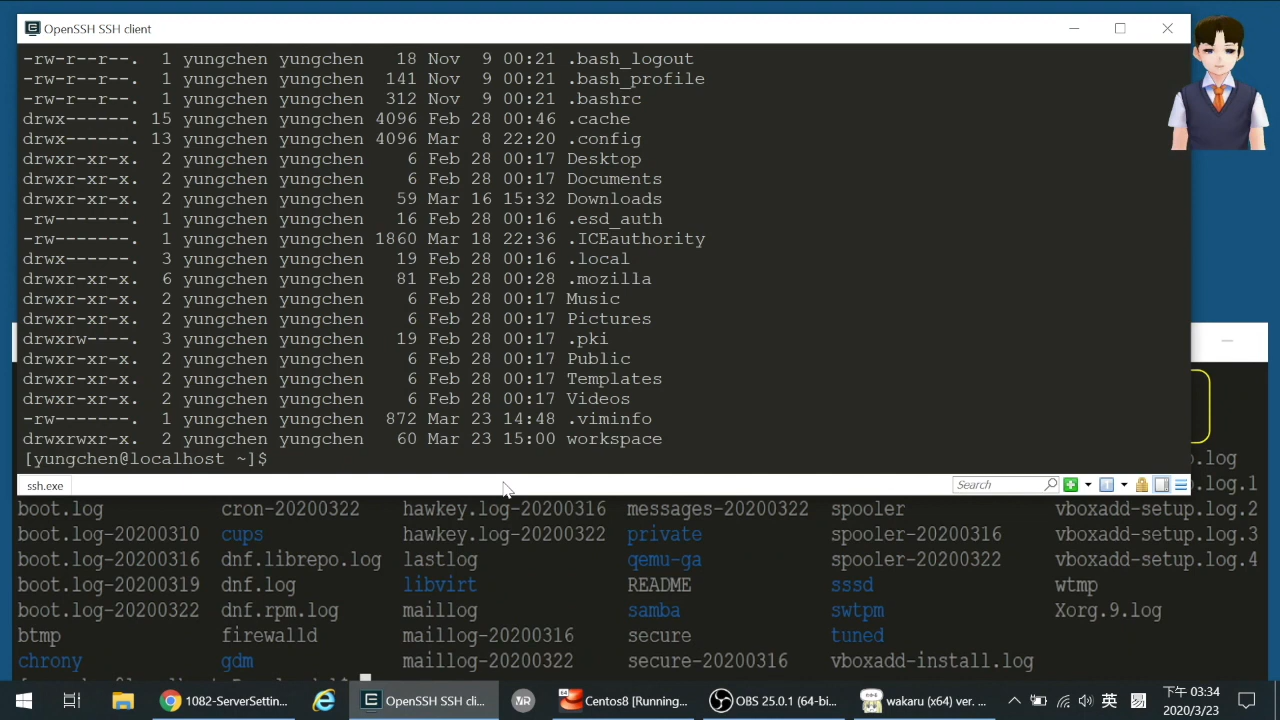 OpenSSH SSH client
-rw-r--r--. 1 yungchen yungchen 18 Nov 9 00:21 .bash_logout
-rw-r--r--. 1 yungchen yungchen 141 Nov 9 00:21 .bash_profile
-rw-r--r--. 1 yungchen yungchen 312 Nov 9 00:21 .bashrc
drwx------. 15 yungchen yungchen 4096 Feb 28 00:46 .cache
drwx------. 13 yungchen yungchen 4096 Mar 8 22:20 .config
drwxr-xr-x. 2 yungchen yungchen 6 Feb 28 00:17 Desktop
drwxr-xr-x. 2 yungchen yungchen 6 Feb 28 00:17 Documents
drwxr-xr-x. 2 yungchen yungchen 59 Mar 16 15:32 Downloads
-rw-------. 1 yungchen yungchen 16 Feb 28 00:16 .esd_auth
-rw-------. 1 yungchen yungchen 1860 Mar 18 22:36 .ICEauthority
drwx------. 3 yungchen yungchen 19 Feb 28 00:16 .local
drwxr-xr-x. 6 yungchen yungchen 81 Feb 28 00:28 .mozilla
drwxr-xr-x. 2 yungchen yungchen 6 Feb 28 00:17 Music
drwxr-xr-x. 2 yungchen yungchen 6 Feb 28 00:17 Pictures
drwxrw----. 3 yungchen yungchen 19 Feb 28 00:17 .pki
drwxr-xr-x. 2 yungchen yungchen 6 Feb 28 00:17 Public
drwxr-xr-x. 2 yungchen yungchen 6 Feb 28 00:17 Templates
drwxr-xr-x. 2 yungchen yungchen 6 Feb 28 00:17 Videos
-rw-------. 1 yungchen yungchen 872 Mar 23 14:48 .viminfo
drwxrwxr-x. 2 yungchen yungchen 60 Mar 23 15:00 workspace
[yungchen@localhost ~]$
.log
ssh.exe Search
.log.1
boot.log cron-20200322 hawkey.log-20200316 messages-20200322 spooler vboxadd-setup.log.2
boot.log-20200310 cups hawkey.log-20200322 private spooler-20200316 vboxadd-setup.log.3
boot.log-20200316 dnf.librepo.log lastlog qemu-ga spooler-20200322 vboxadd-setup.log.4
boot.log-20200319 dnf.log libvirt README sssd wtmp
boot.log-20200322 dnf.rpm.log maillog samba swtpm Xorg.9.log
btmp firewalld maillog-20200316 secure tuned
chrony gdm maillog-20200322 secure-20200316 vboxadd-install.log
1082-ServerSettin... OpenSSH SSH cli... Centos8 [Running... OBS 25.0.1 (64-bi... wakaru (x64) ver. ... 英 下午 03:34
2020/3/23